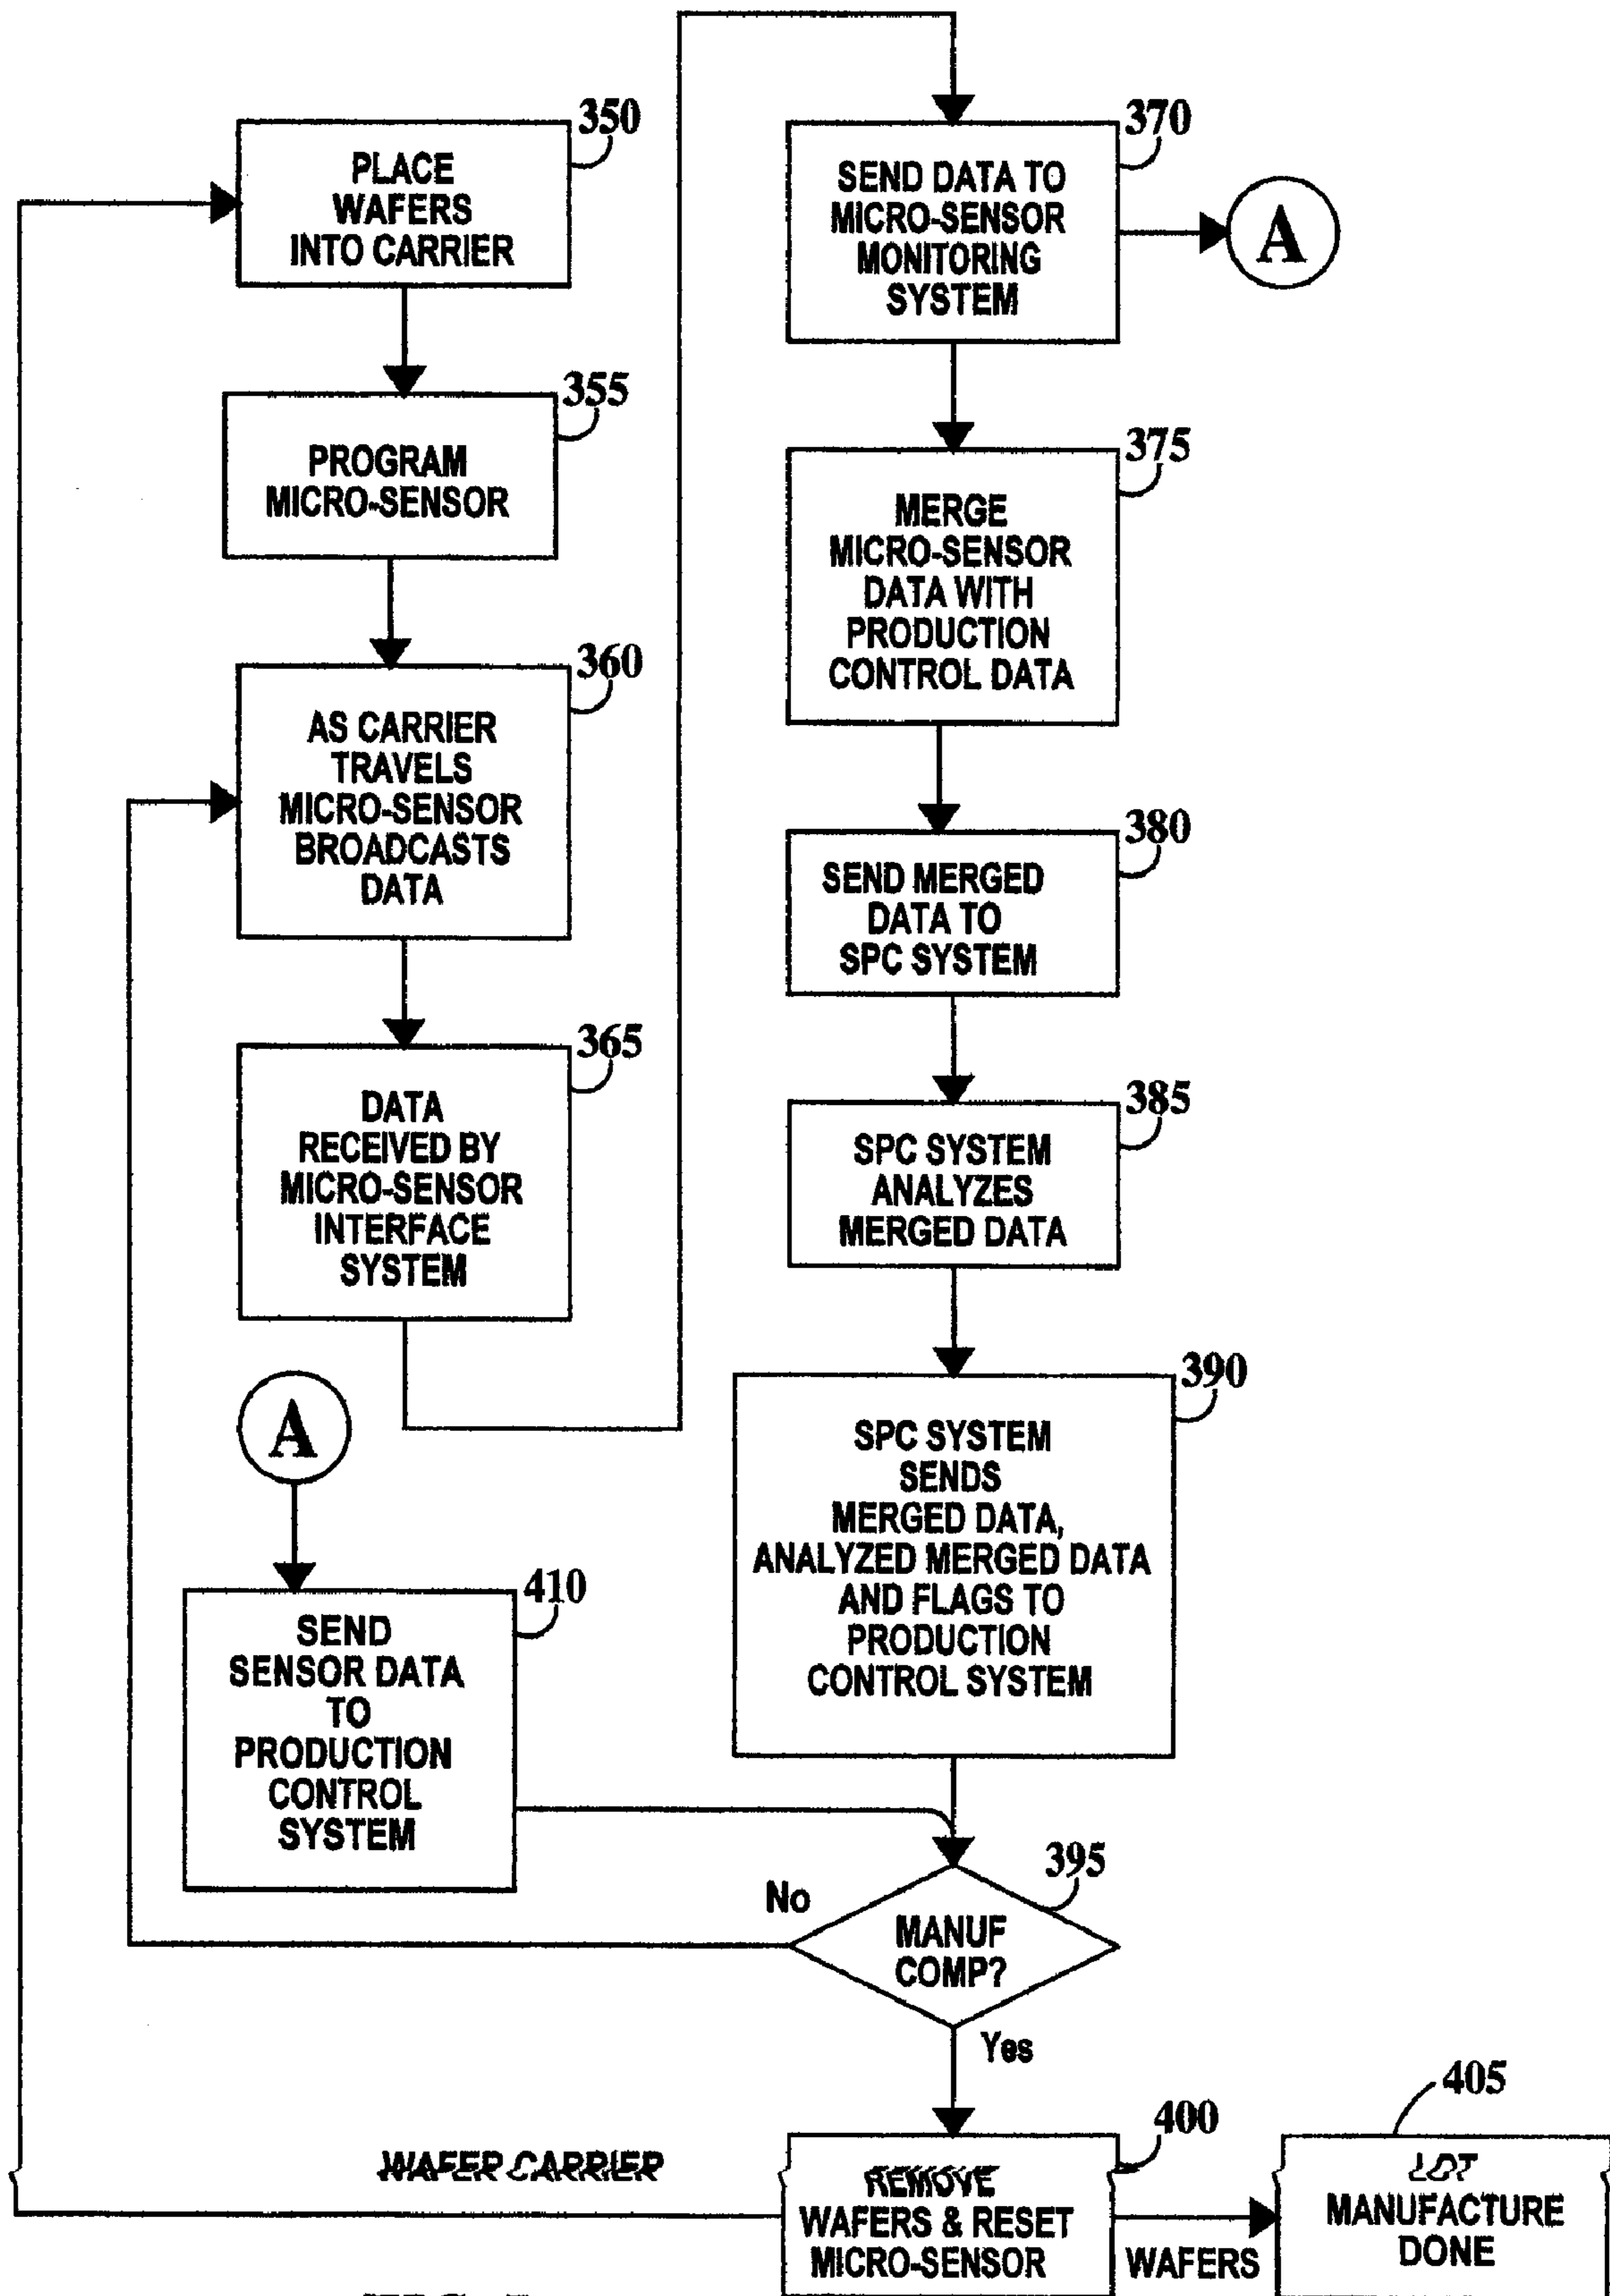 350
PLACE
WAFERS
INTO CARRIER
355
PROGRAM
MICRO-SENSOR
360
AS CARRIER
TRAVELS
MICRO-SENSOR
BROADCASTS
DATA
365
DATA
RECEIVED BY
MICRO-SENSOR
INTERFACE
SYSTEM
A
410
SEND
SENSOR DATA
TO
PRODUCTION
CONTROL
SYSTEM
370
SEND DATA TO
MICRO-SENSOR
MONITORING
SYSTEM
A
375
MERGE
MICRO-SENSOR
DATA WITH
PRODUCTION
CONTROL DATA
380
SEND MERGED
DATA TO
SPC SYSTEM
385
SPC SYSTEM
ANALYZES
MERGED DATA
390
SPC SYSTEM
SENDS
MERGED DATA,
ANALYZED MERGED DATA
AND FLAGS TO
PRODUCTION
CONTROL SYSTEM
395
No
MANUF
COMP?
Yes
WAFER CARRIER
400
REMOVE
WAFERS & RESET
MICRO-SENSOR
WAFERS
405
LOT
MANUFACTURE
DONE